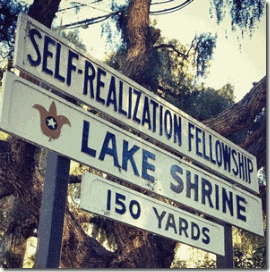 SELF-REALIZATION FELLOWSHIP
LAKE SHRINE
150 YARDS